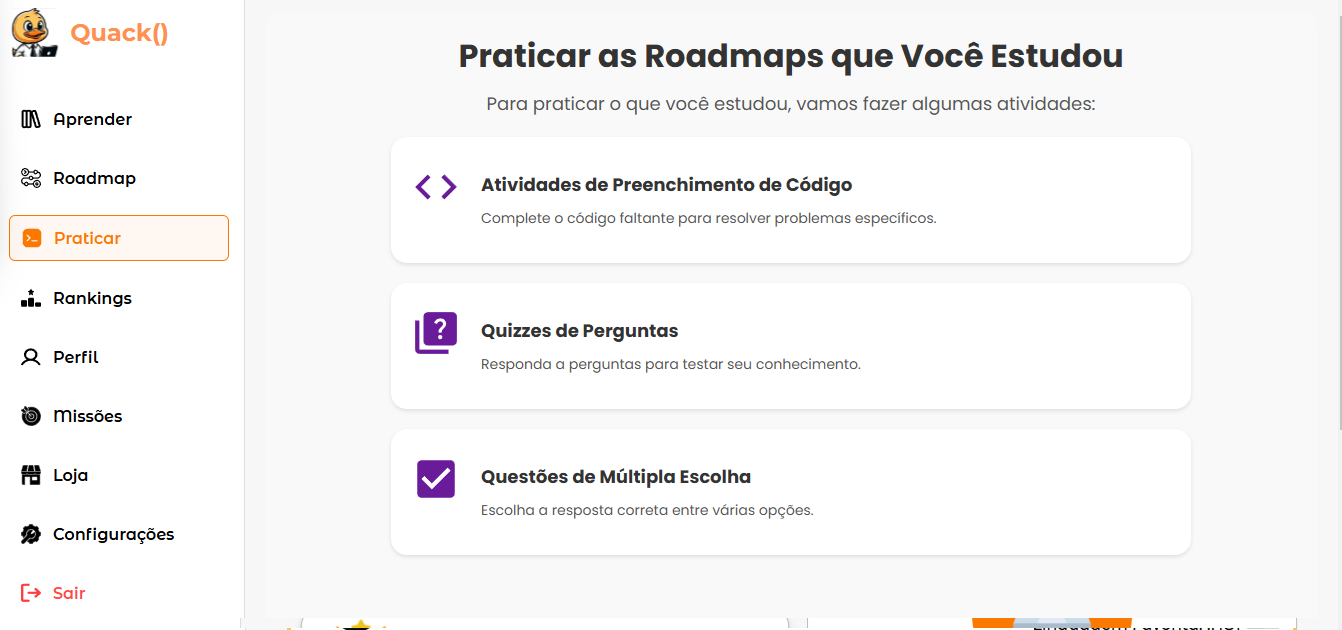 Quack()
Aprender
Roadmap
Praticar
Rankings
Perfil
Missões
Loja
Configurações
Sair
Praticar as Roadmaps que Você Estudou
Para praticar o que você estudou, vamos fazer algumas atividades:
Atividades de Preenchimento de Código
Complete o código faltante para resolver problemas específicos.
Quizzes de Perguntas
Responda a perguntas para testar seu conhecimento.
Questões de Múltipla Escolha
Escolha a resposta correta entre várias opções.